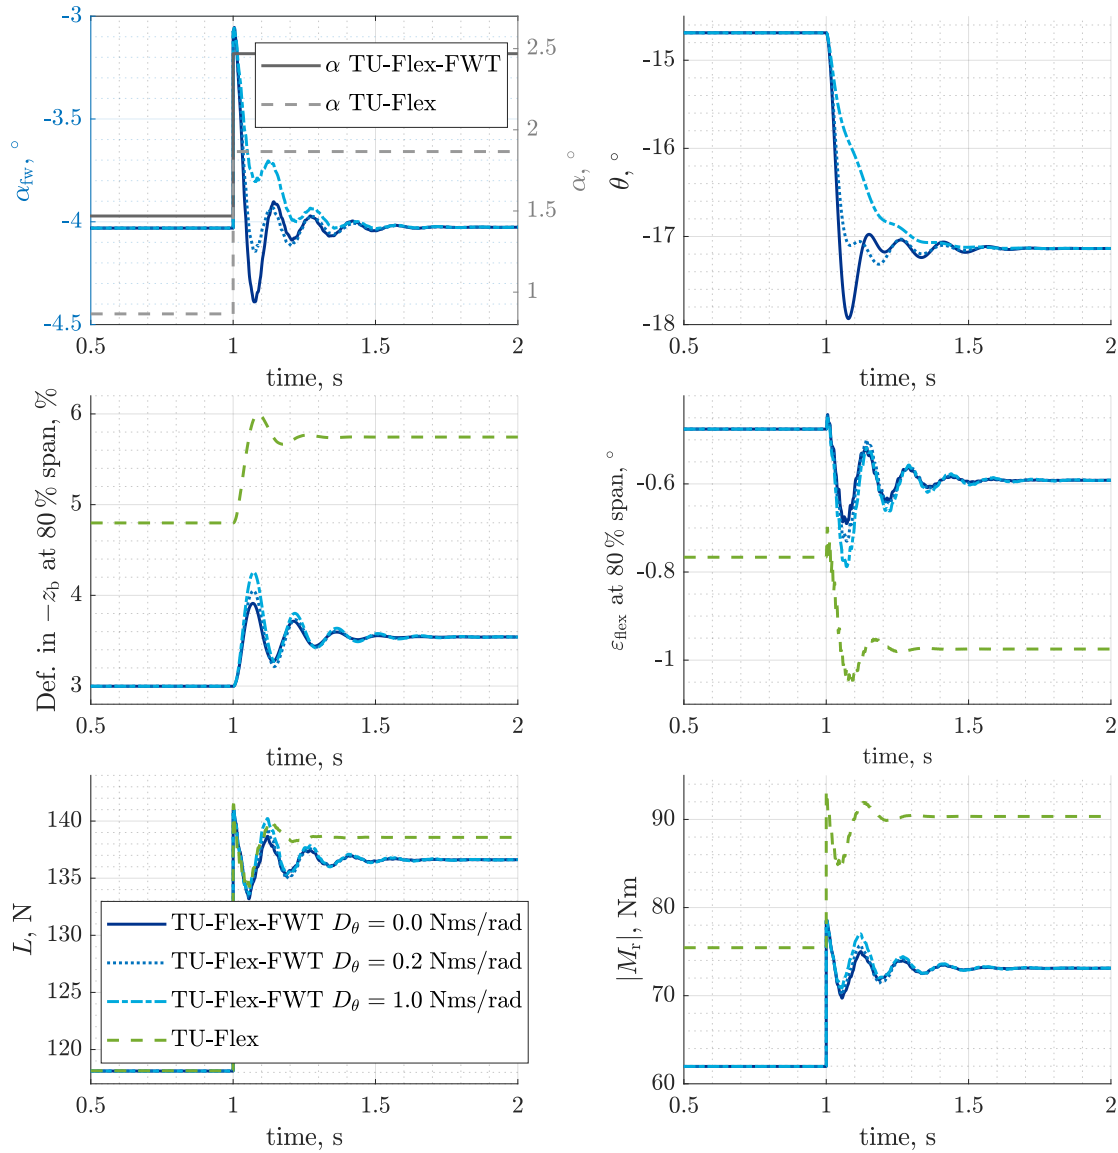 -3
-3.5
-4
-4.5
α_fw, °
2.5
2
1.5
1
α, °
α TU-Flex-FWT
α TU-Flex
0.5 1 1.5 2
time, s
-15
-16
-17
-18
θ, °
0.5 1 1.5 2
time, s
6
5
4
3
Def. in −z_b at 80 % span, %
0.5 1 1.5 2
time, s
-0.6
-0.8
-1
ε_flex at 80 % span, °
0.5 1 1.5 2
time, s
140
135
130
125
120
L, N
TU-Flex-FWT D_θ = 0.0 Nms/rad
TU-Flex-FWT D_θ = 0.2 Nms/rad
TU-Flex-FWT D_θ = 1.0 Nms/rad
TU-Flex
0.5 1 1.5 2
time, s
90
80
70
60
|M_r|, Nm
0.5 1 1.5 2
time, s